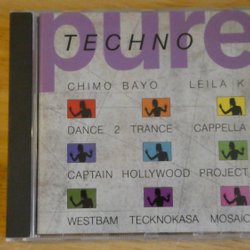 pure
TECHNO
CHIMO BAYO LEILA K
DANCE 2 TRANCE CAPPELLA
CAPTAIN HOLLYWOOD PROJECT
WESTBAM TECKNOKASA MOSAIC